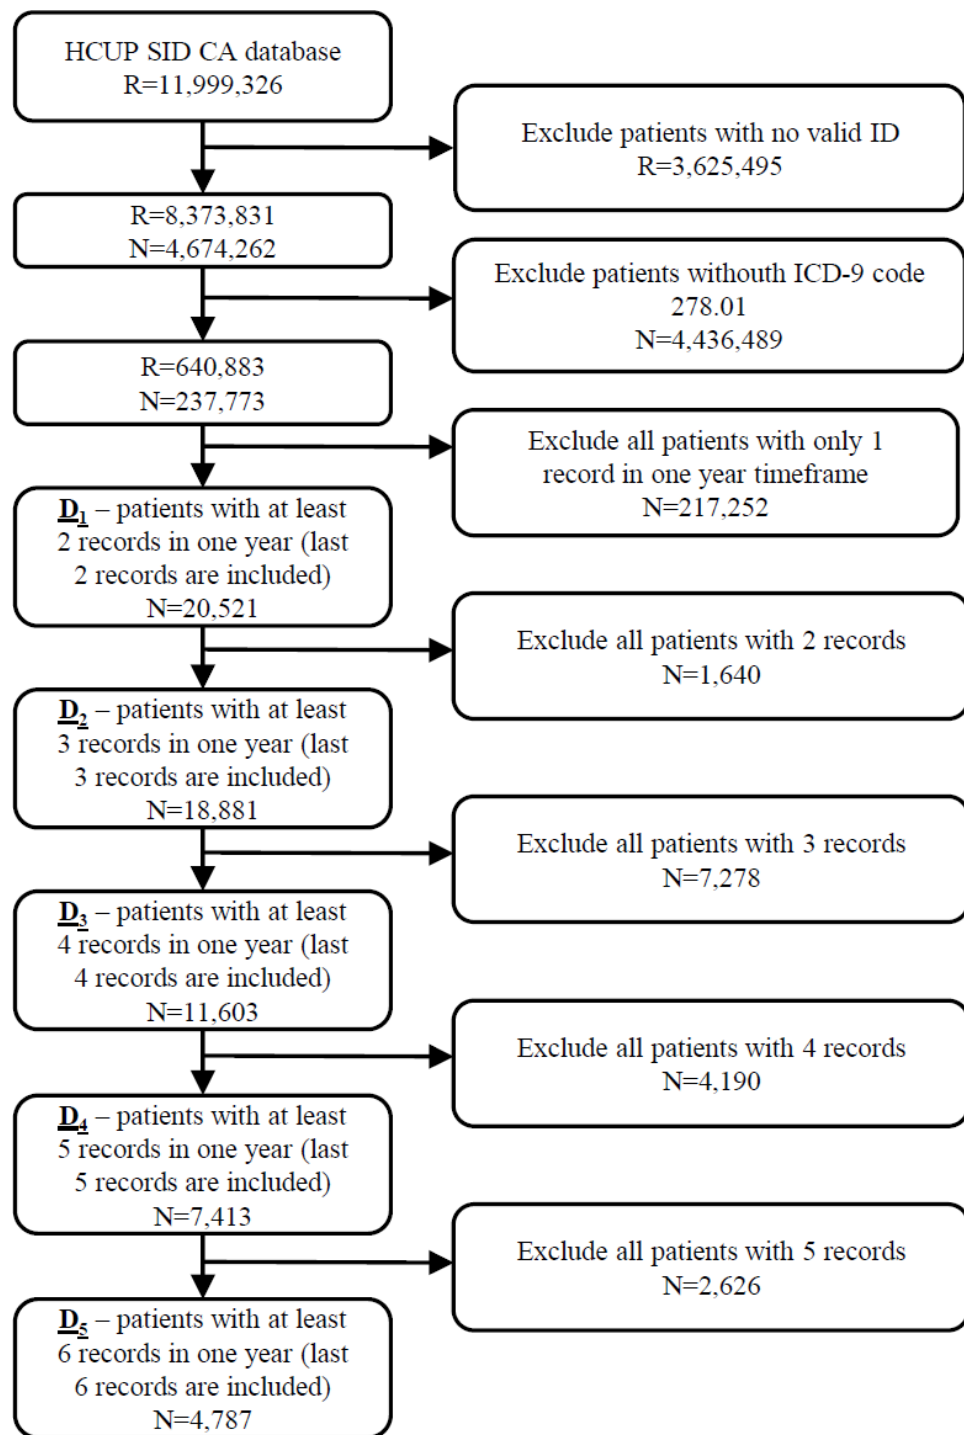 HCUP SID CA database
R=11,999,326
Exclude patients with no valid ID
R=3,625,495
R=8,373,831
N=4,674,262
Exclude patients withouth ICD-9 code
278.01
N=4,436,489
R=640,883
N=237,773
Exclude all patients with only 1
record in one year timeframe
N=217,252
D1 – patients with at least
2 records in one year (last
2 records are included)
N=20,521
Exclude all patients with 2 records
N=1,640
D2 – patients with at least
3 records in one year (last
3 records are included)
N=18,881
Exclude all patients with 3 records
N=7,278
D3 – patients with at least
4 records in one year (last
4 records are included)
N=11,603
Exclude all patients with 4 records
N=4,190
D4 – patients with at least
5 records in one year (last
5 records are included)
N=7,413
Exclude all patients with 5 records
N=2,626
D5 – patients with at least
6 records in one year (last
6 records are included)
N=4,787